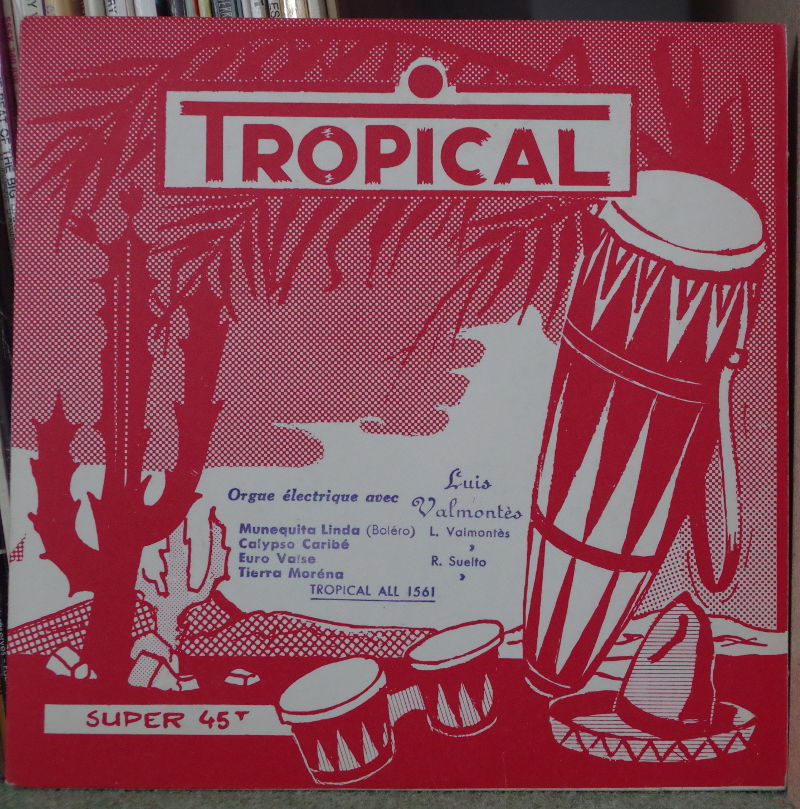 TROPICAL
Orgue électrique avec Luis Valmontès
Munequita Linda (Boléro) L. Valmontès
Calypso Caribé "
Euro Valse R. Suelto
Tierra Moréna "
TROPICAL ALL 1561
SUPER 45T